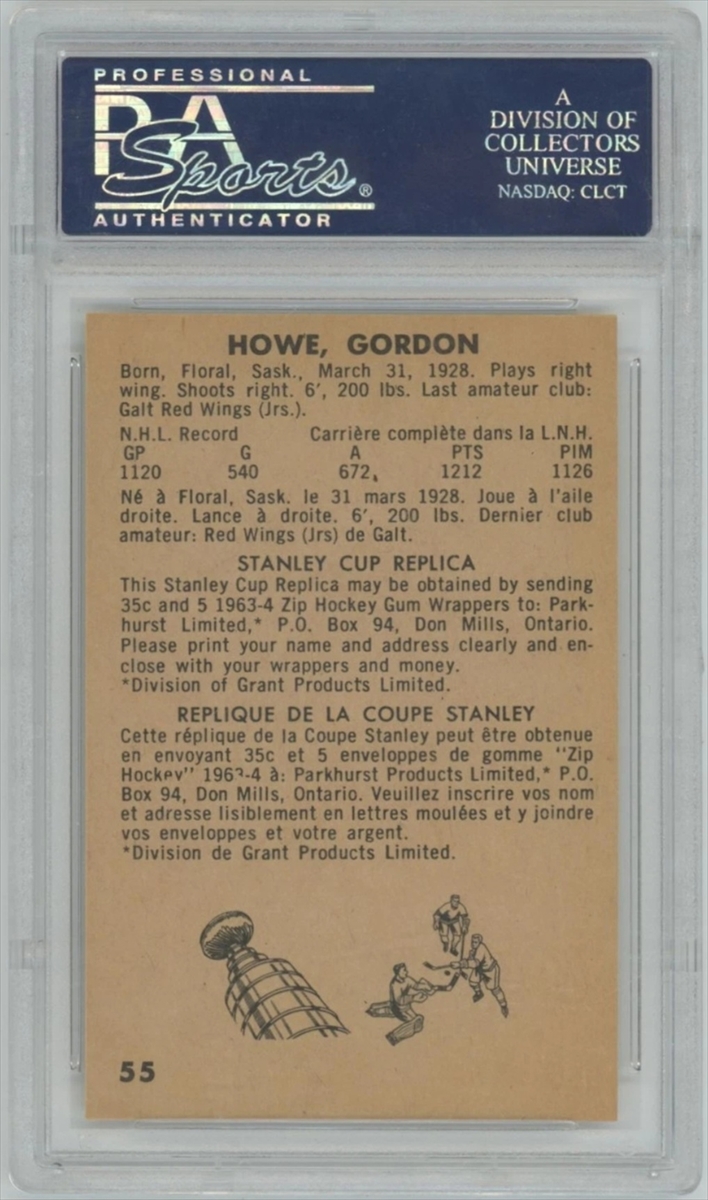 PROFESSIONAL
PSA
Sports®
AUTHENTICATOR
A
DIVISION OF
COLLECTORS
UNIVERSE
NASDAQ: CLCT
HOWE, GORDON
Born, Floral, Sask., March 31, 1928. Plays right
wing. Shoots right. 6', 200 lbs. Last amateur club:
Galt Red Wings (Jrs.).
N.H.L. Record Carrière complète dans la L.N.H.
GP G A PTS PIM
1120 540 672 1212 1126
Né à Floral, Sask. le 31 mars 1928. Joue à l'aile
droite. Lance à droite. 6', 200 lbs. Dernier club
amateur: Red Wings (Jrs) de Galt.
STANLEY CUP REPLICA
This Stanley Cup Replica may be obtained by sending
35c and 5 1963-4 Zip Hockey Gum Wrappers to: Park-
hurst Limited,* P.O. Box 94, Don Mills, Ontario.
Please print your name and address clearly and en-
close with your wrappers and money.
*Division of Grant Products Limited.
REPLIQUE DE LA COUPE STANLEY
Cette réplique de la Coupe Stanley peut être obtenue
en envoyant 35c et 5 enveloppes de gomme "Zip
Hockey" 1963-4 à: Parkhurst Products Limited,* P.O.
Box 94, Don Mills, Ontario. Veuillez inscrire vos nom
et adresse lisiblement en lettres moulées et y joindre
vos enveloppes et votre argent.
*Division de Grant Products Limited.
55